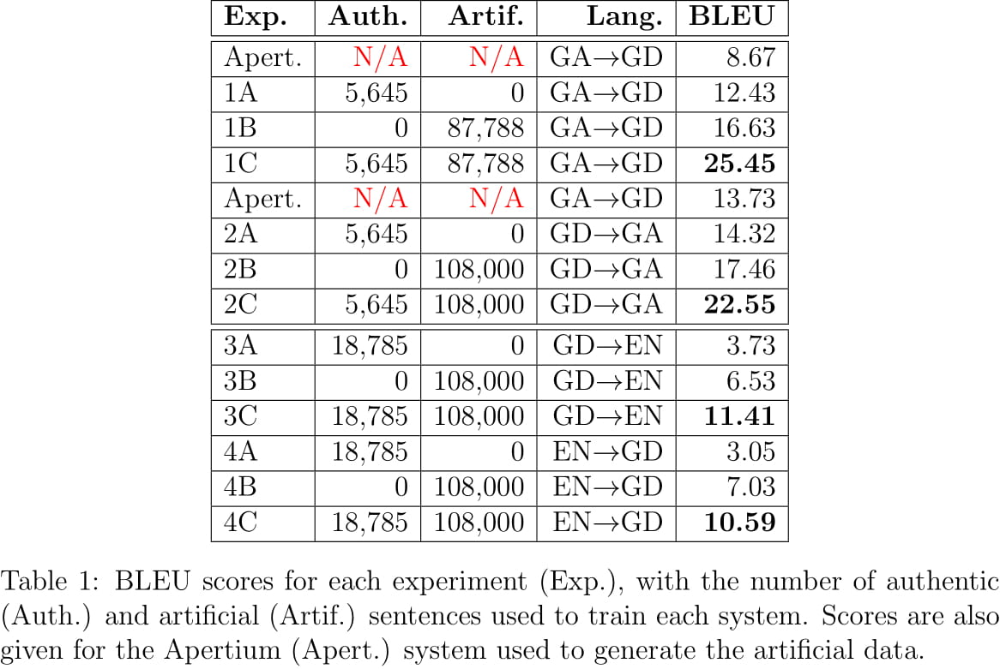 Exp. Auth. Artif. Lang. BLEU
Apert. N/A N/A GA→GD 8.67
1A 5,645 0 GA→GD 12.43
1B 0 87,788 GA→GD 16.63
1C 5,645 87,788 GA→GD 25.45
Apert. N/A N/A GA→GD 13.73
2A 5,645 0 GD→GA 14.32
2B 0 108,000 GD→GA 17.46
2C 5,645 108,000 GD→GA 22.55
3A 18,785 0 GD→EN 3.73
3B 0 108,000 GD→EN 6.53
3C 18,785 108,000 GD→EN 11.41
4A 18,785 0 EN→GD 3.05
4B 0 108,000 EN→GD 7.03
4C 18,785 108,000 EN→GD 10.59
Table 1: BLEU scores for each experiment (Exp.), with the number of authentic
(Auth.) and artificial (Artif.) sentences used to train each system. Scores are also
given for the Apertium (Apert.) system used to generate the artificial data.